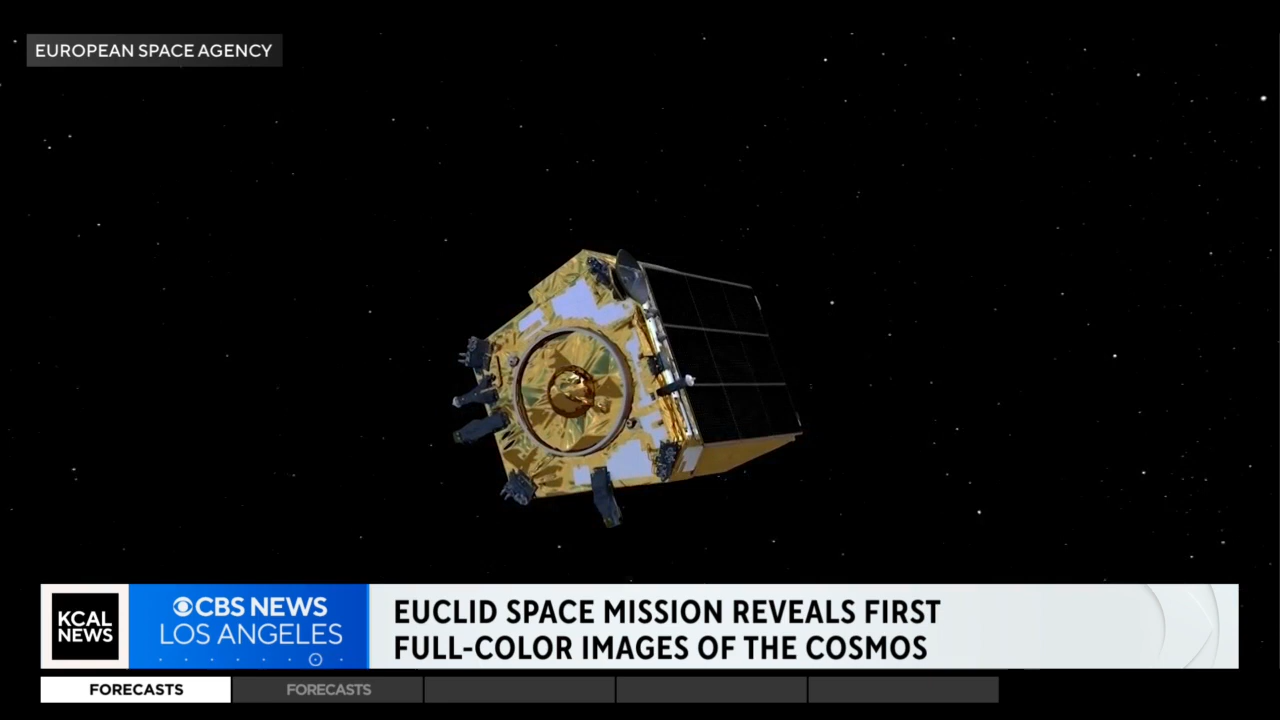 EUROPEAN SPACE AGENCY
KCAL
NEWS
CBS NEWS
LOS ANGELES
EUCLID SPACE MISSION REVEALS FIRST
FULL-COLOR IMAGES OF THE COSMOS
FORECASTS
FORECASTS